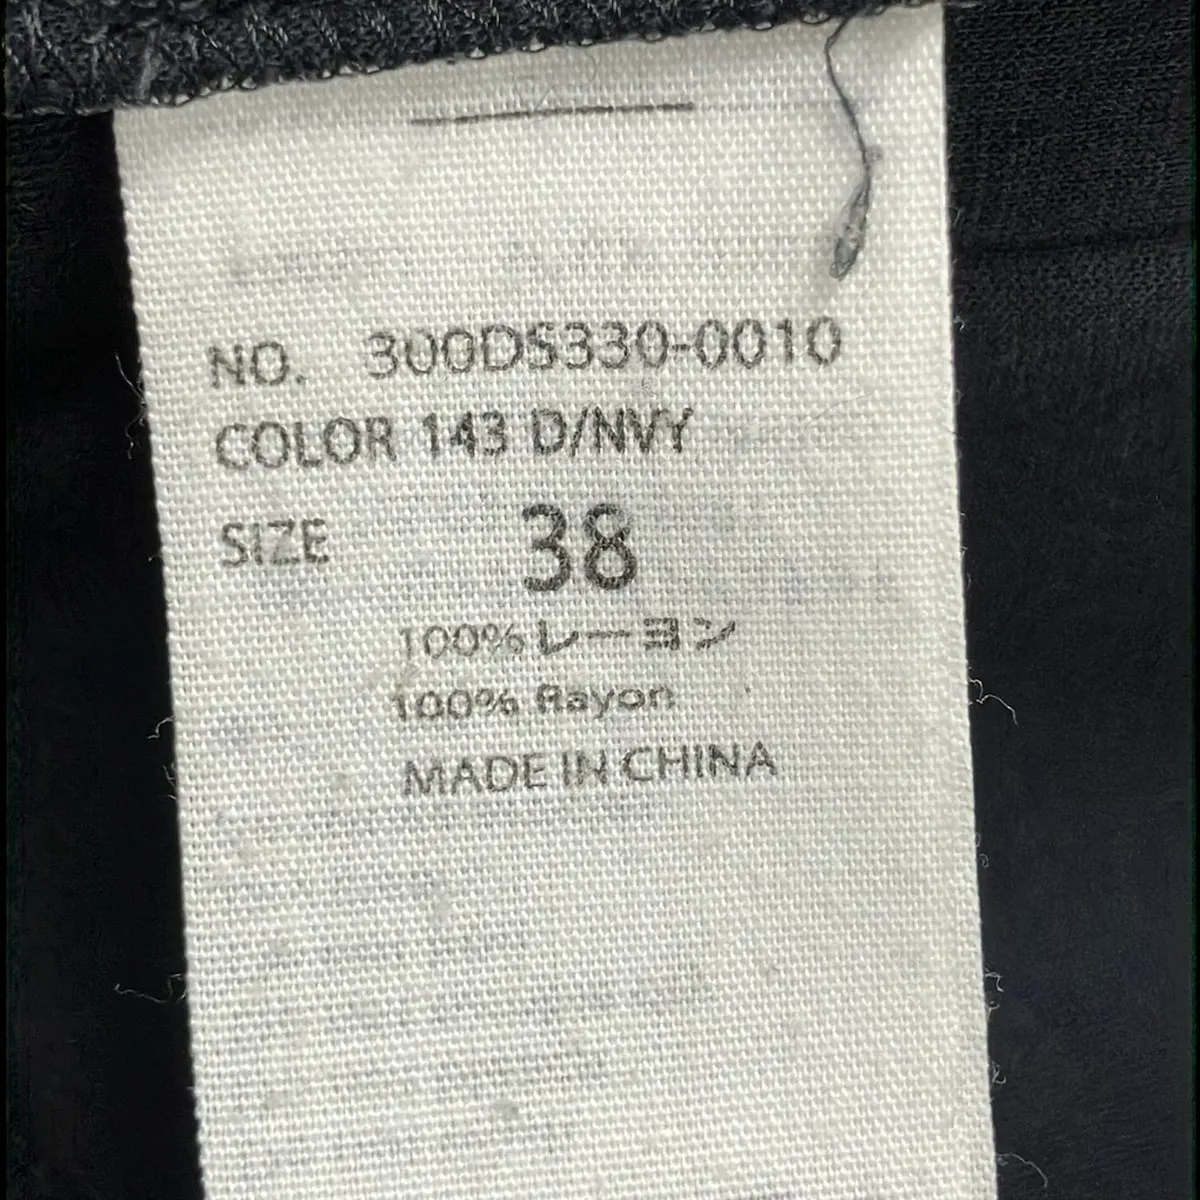 NO. 300DS330-0010
COLOR 143 D/NVY
SIZE 38
100%レーヨン
100% Rayon
MADE IN CHINA